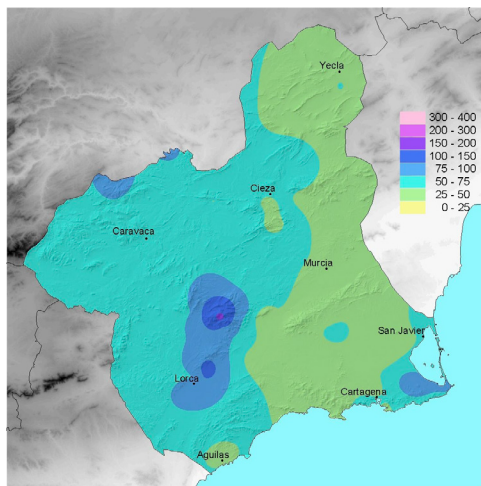 Yecla
300 - 400
200 - 300
150 - 200
100 - 150
75 - 100
50 - 75
25 - 50
0 - 25
Cieza
Caravaca
Murcia
San Javier
Lorca
Cartagena
Aguilas